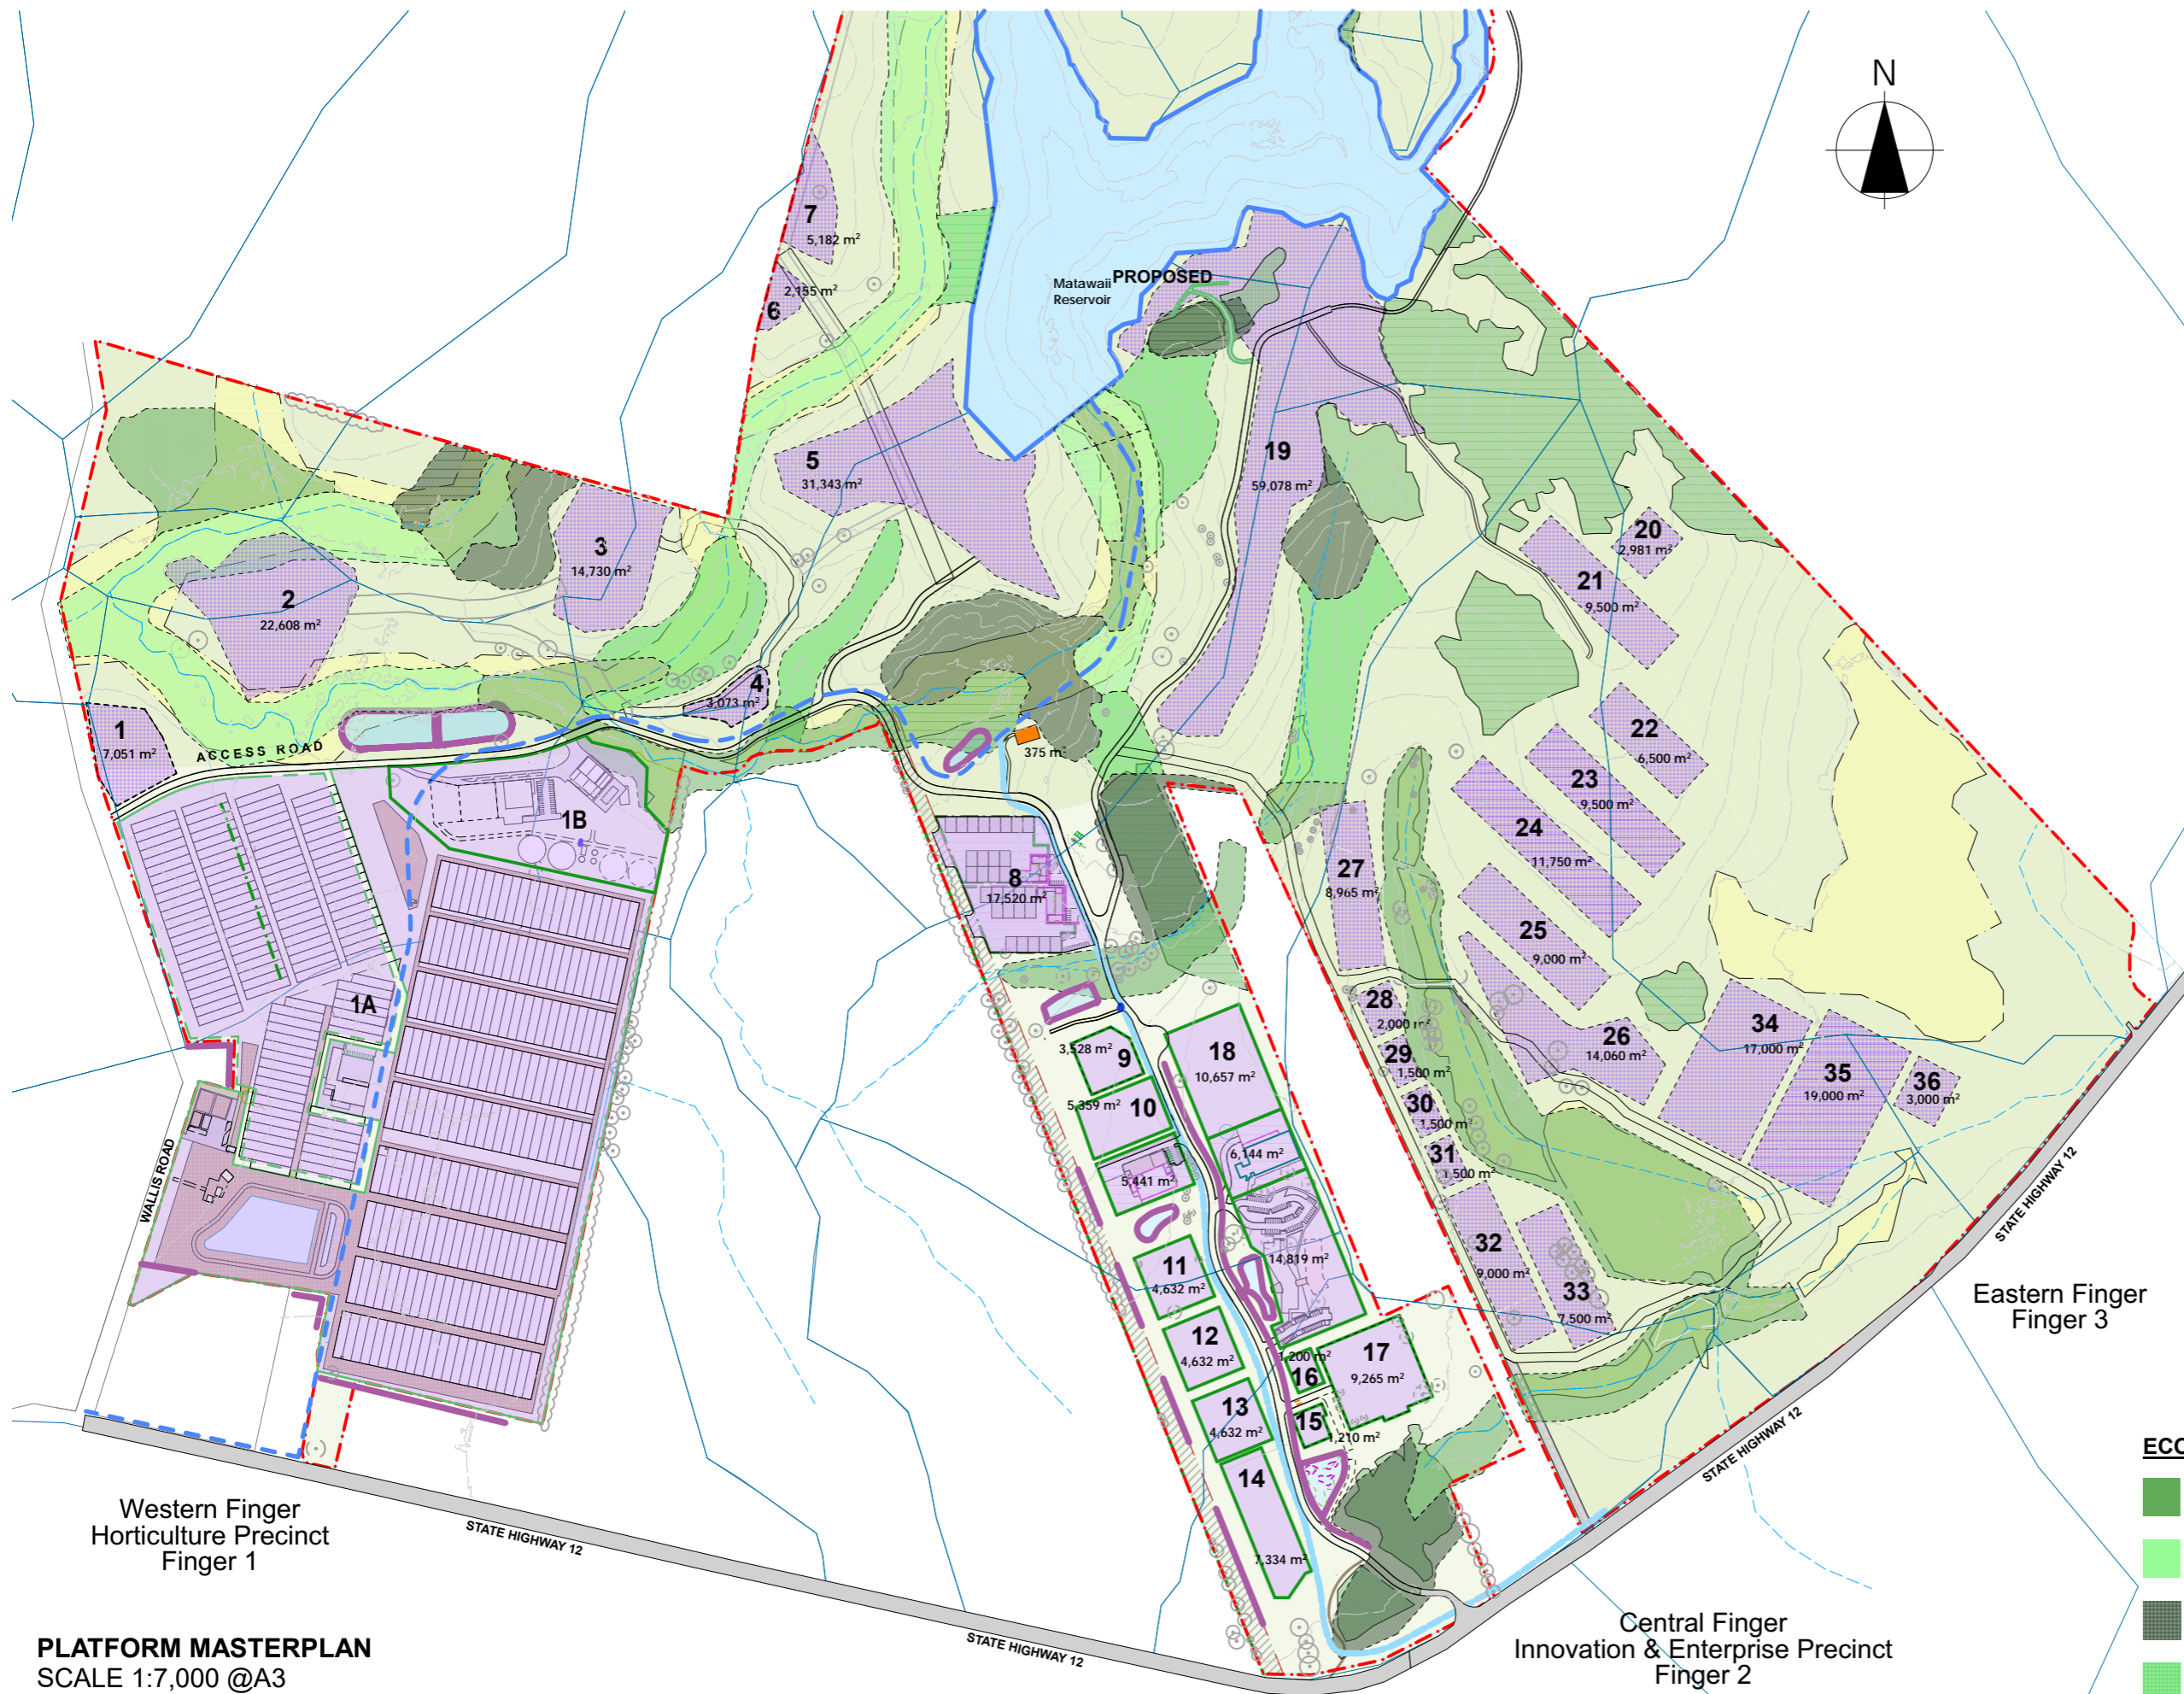 N
7
5,182 m²
2,155 m²
6
Matawaii
Reservoir
PROPOSED
5
31,343 m²
19
59,078 m²
3
14,730 m²
2
22,608 m²
20
2,981 m²
21
9,500 m²
4
3,073 m²
1
7,051 m²
ACCESS ROAD
375 m²
22
6,500 m²
23
9,500 m²
24
11,750 m²
1B
8
17,520 m²
27
8,965 m²
25
9,000 m²
1A
28
2,000 m²
26
14,060 m²
34
17,000 m²
3,528 m²
9
18
10,657 m²
29
1,500 m²
35
19,000 m²
36
3,000 m²
5,359 m²
10
30
1,500 m²
WALLIS ROAD
5,441 m²
6,144 m²
31
1,500 m²
STATE HIGHWAY 12
11
4,632 m²
14,819 m²
32
9,000 m²
33
7,500 m²
Eastern Finger
Finger 3
12
4,632 m²
1,200 m²
16
17
9,265 m²
13
4,632 m²
15
1,210 m²
STATE HIGHWAY 12
14
7,334 m²
Western Finger
Horticulture Precinct
Finger 1
STATE HIGHWAY 12
STATE HIGHWAY 12
Central Finger
Innovation & Enterprise Precinct
Finger 2
PLATFORM MASTERPLAN
SCALE 1:7,000 @A3